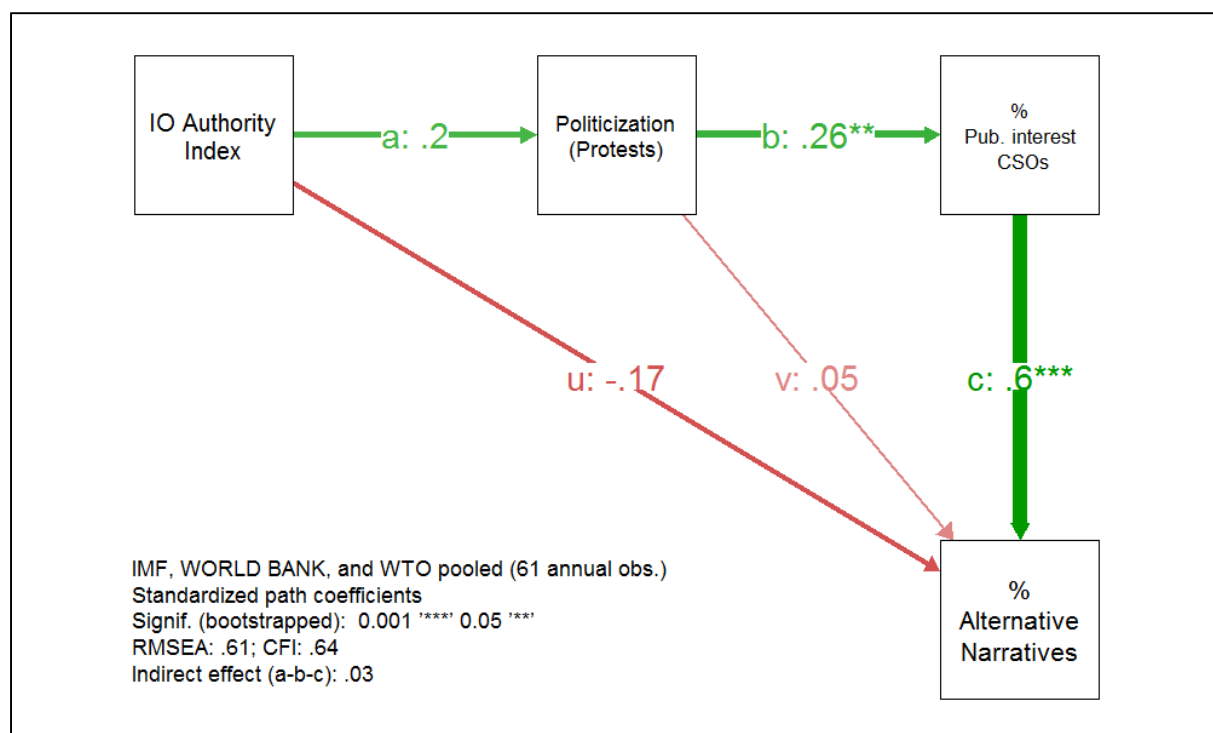 IO Authority
Index
a: .2
Politicization
(Protests)
b: .26**
%
Pub. interest
CSOs
u: -.17
v: .05
c: .6***
IMF, WORLD BANK, and WTO pooled (61 annual obs.)
Standardized path coefficients
Signif. (bootstrapped):  0.001 '***' 0.05 '**'
RMSEA: .61; CFI: .64
Indirect effect (a-b-c): .03
%
Alternative
Narratives